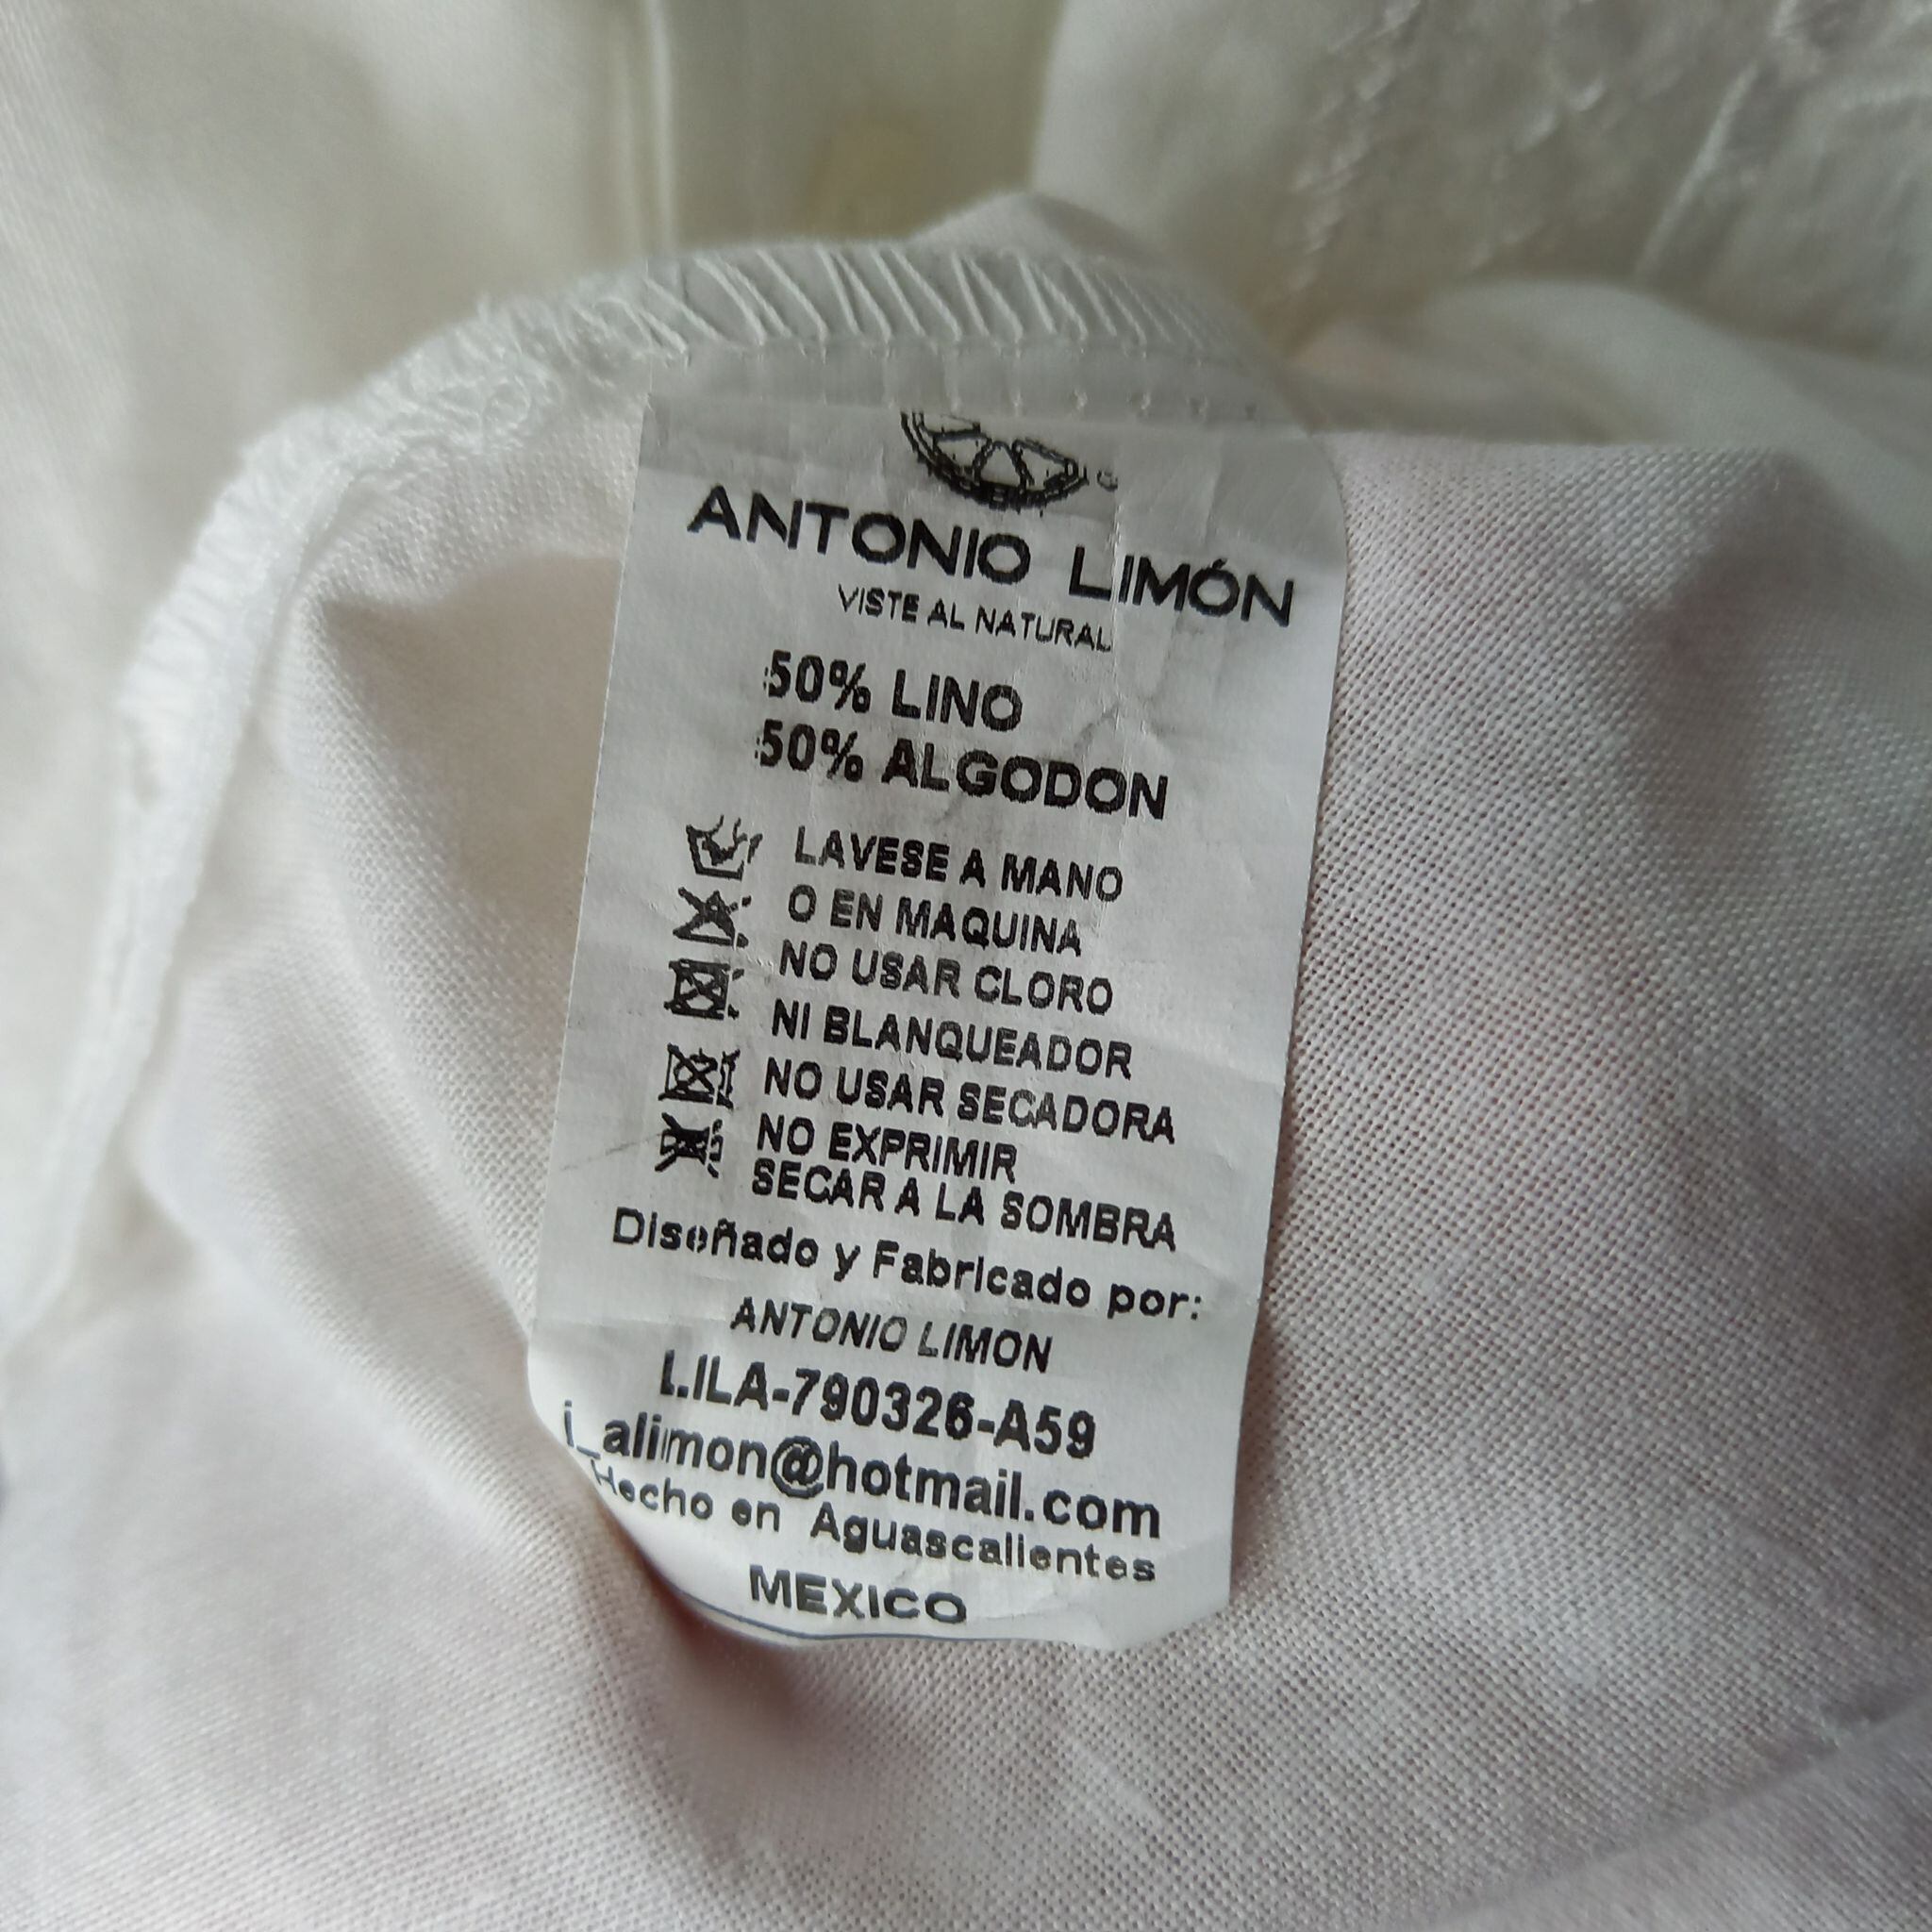 ANTONIO LIMÓN
VISTE AL NATURAL
50% LINO
50% ALGODON
LAVESE A MANO
O EN MAQUINA
NO USAR CLORO
NI BLANQUEADOR
NO USAR SECADORA
NO EXPRIMIR
SECAR A LA SOMBRA
Diseñado y Fabricado por:
ANTONIO LIMON
LILA-790326-A59
i_alimon@hotmail.com
Hecho en Aguascalientes
MEXICO